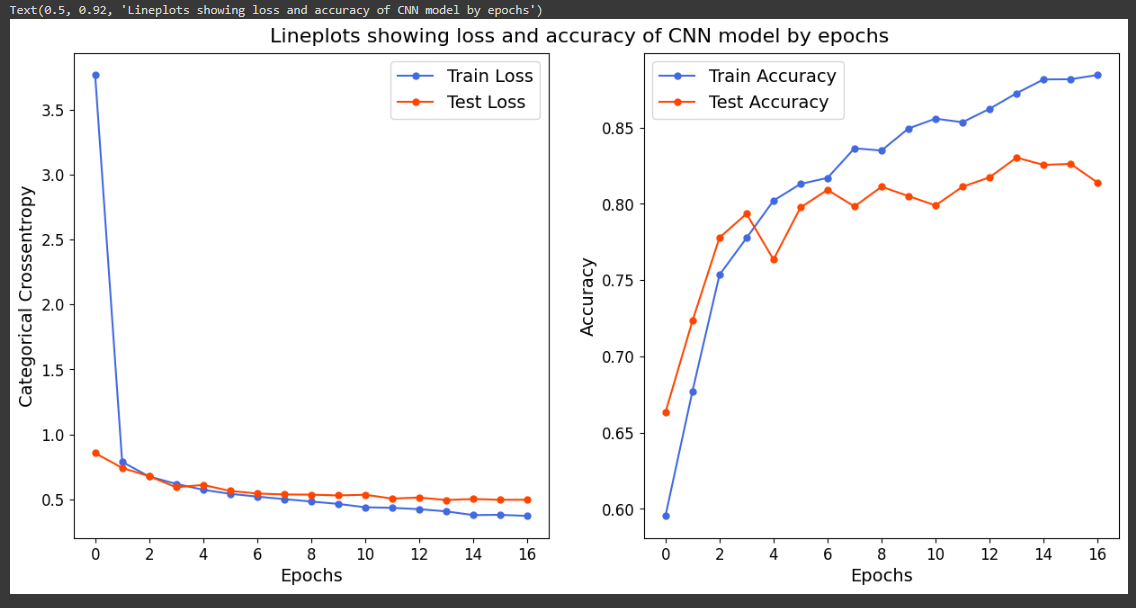 Text(0.5, 0.92, 'Lineplots showing loss and accuracy of CNN model by epochs')
Lineplots showing loss and accuracy of CNN model by epochs
Train Loss
Test Loss
3.5
3.0
2.5
2.0
1.5
1.0
0.5
Categorical Crossentropy
0 2 4 6 8 10 12 14 16
Epochs
Train Accuracy
Test Accuracy
0.85
0.80
0.75
0.70
0.65
0.60
Accuracy
0 2 4 6 8 10 12 14 16
Epochs